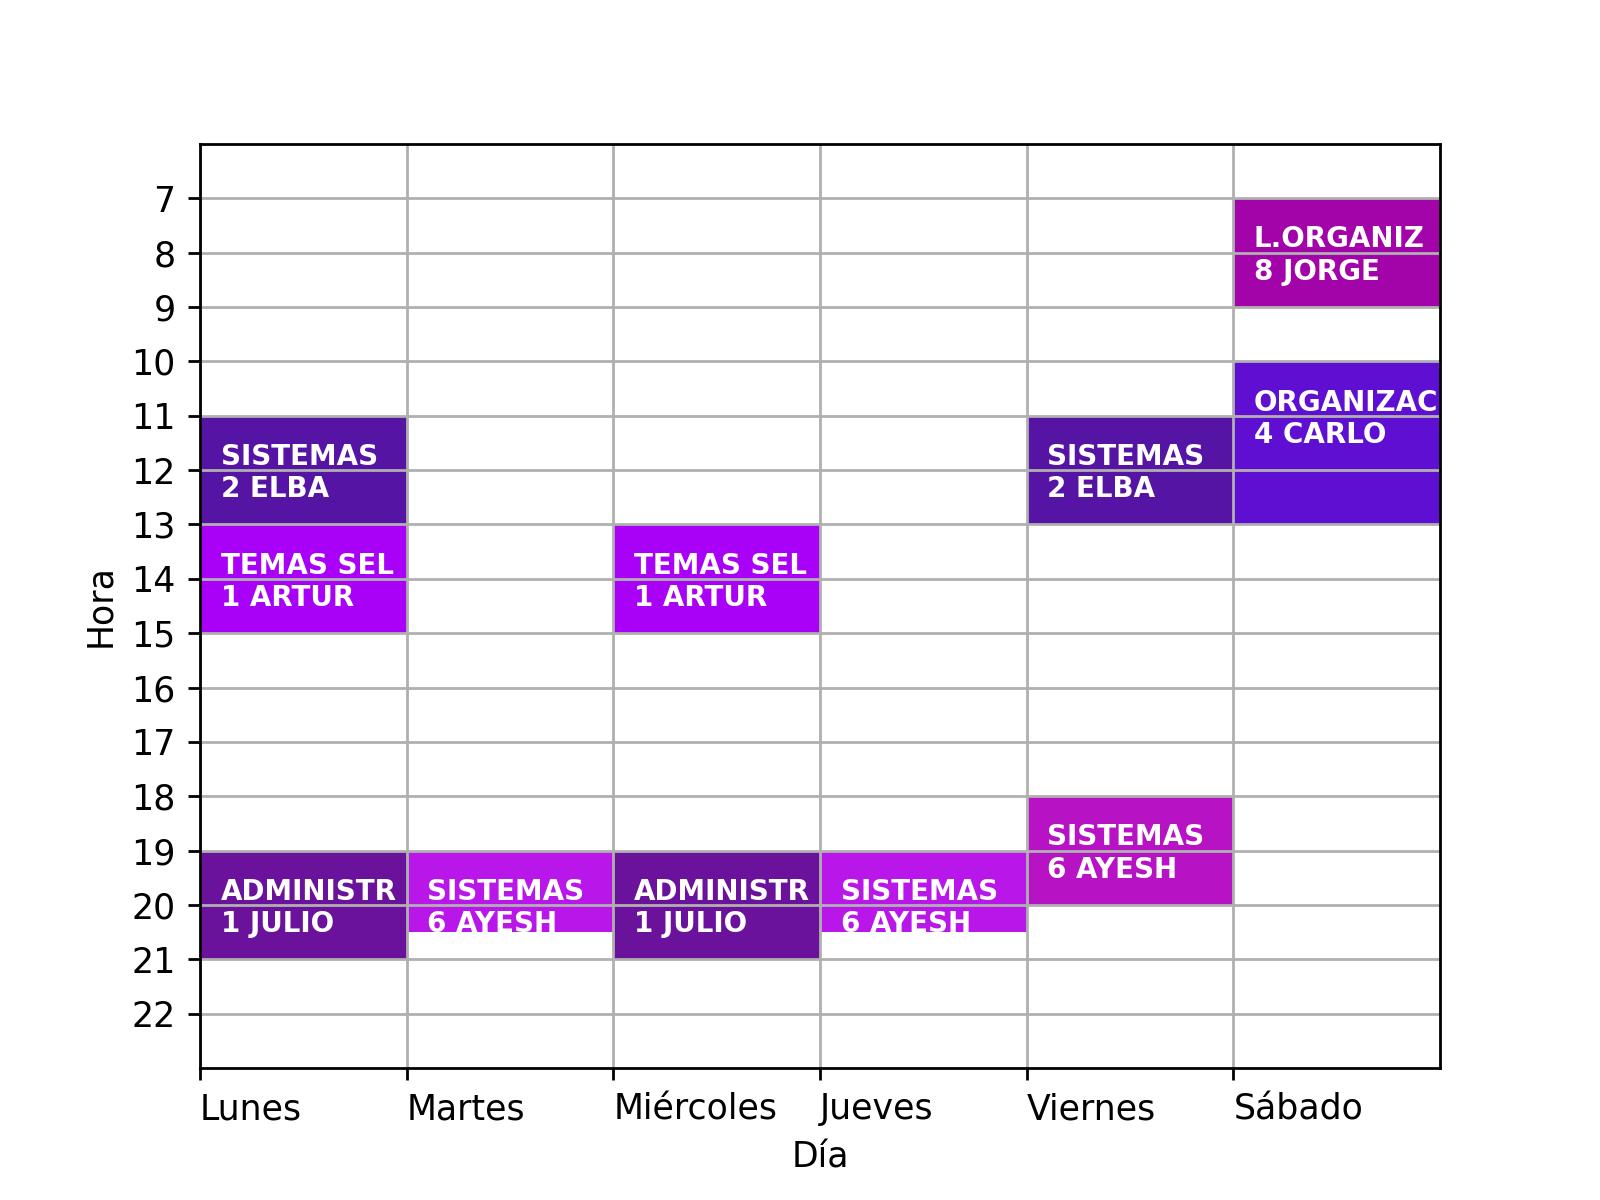 7
8
9
10
11
12
13
14
15
16
17
18
19
20
21
22
Hora
L.ORGANIZ
8 JORGE
ORGANIZAC
4 CARLO
SISTEMAS
2 ELBA
SISTEMAS
2 ELBA
TEMAS SEL
1 ARTUR
TEMAS SEL
1 ARTUR
SISTEMAS
6 AYESH
ADMINISTR
1 JULIO
SISTEMAS
6 AYESH
ADMINISTR
1 JULIO
SISTEMAS
6 AYESH
Lunes
Martes
Miércoles
Jueves
Viernes
Sábado
Día